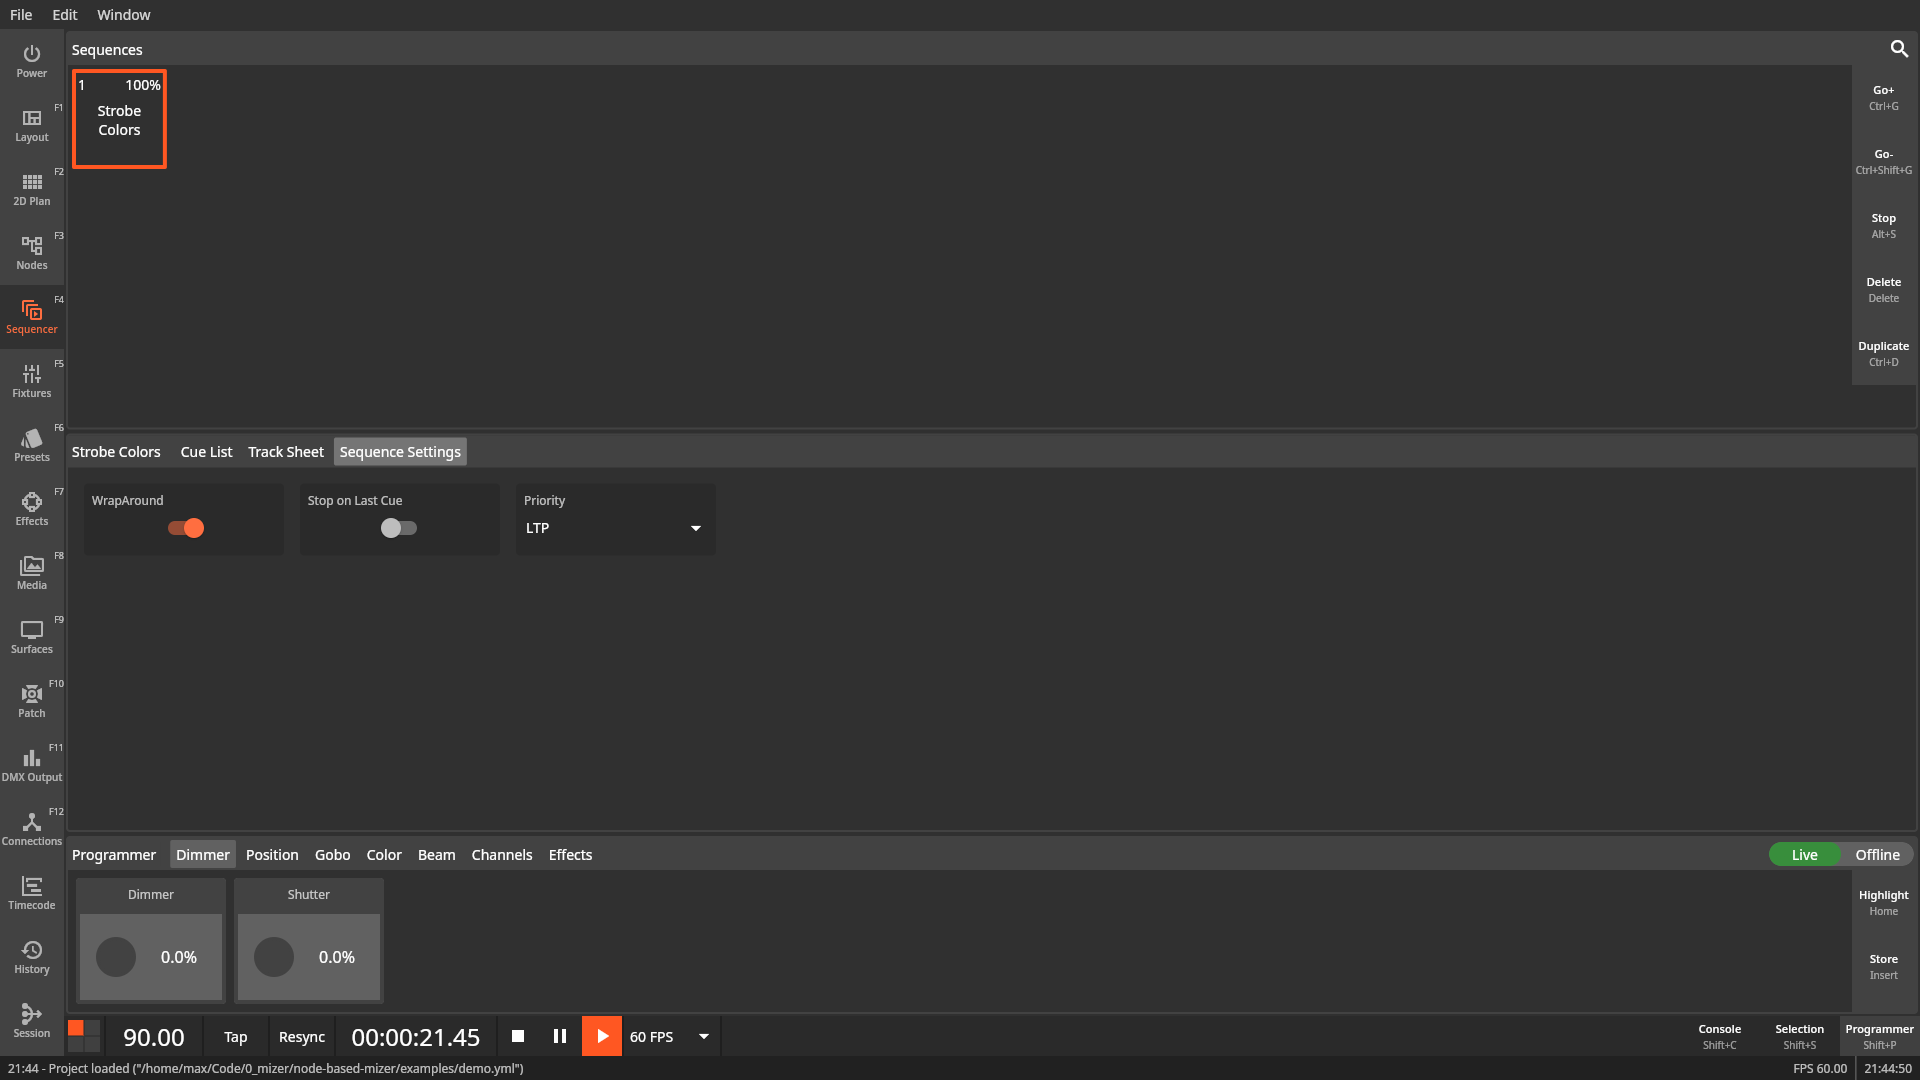 File Edit Window
Power
F1
Layout
F2
2D Plan
F3
Nodes
F4
Sequencer
F5
Fixtures
F6
Presets
F7
Effects
F8
Media
F9
Surfaces
F10
Patch
F11
DMX Output
F12
Connections
Timecode
History
Session
Sequences
1 100%
Strobe
Colors
Go+
Ctrl+G
Go-
Ctrl+Shift+G
Stop
Alt+S
Delete
Delete
Duplicate
Ctrl+D
Strobe Colors Cue List Track Sheet Sequence Settings
WrapAround
Stop on Last Cue
Priority
LTP
Programmer Dimmer Position Gobo Color Beam Channels Effects
Live Offline
Dimmer
0.0%
Shutter
0.0%
Highlight
Home
Store
Insert
90.00 Tap Resync 00:00:21.45 60 FPS
Console
Shift+C
Selection
Shift+S
Programmer
Shift+P
21:44 - Project loaded ("/home/max/Code/0_mizer/node-based-mizer/examples/demo.yml")
FPS 60.00 21:44:50